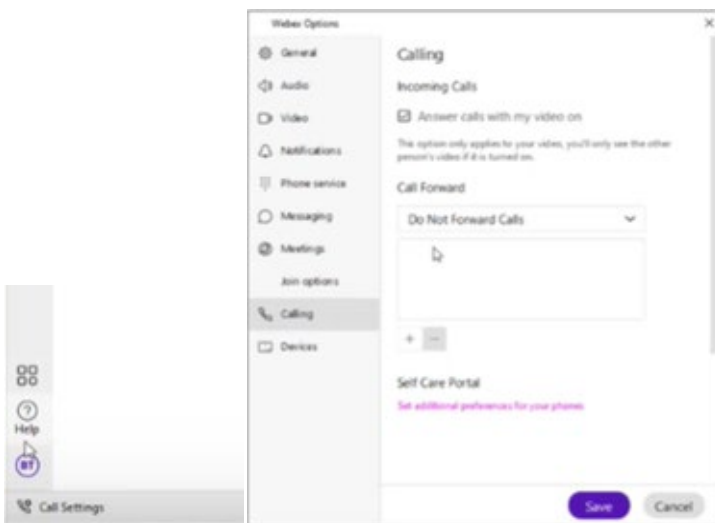 Help
BT
Call Settings
Webex Options
General
Audio
Video
Notifications
Phone service
Messaging
Meetings
Join options
Calling
Devices
Calling
Incoming Calls
Answer calls with my video on
This option only applies to your video, you'll only see the other
person's video if it is turned on.
Call Forward
Do Not Forward Calls
Self Care Portal
Set additional preferences for your phones
Save
Cancel